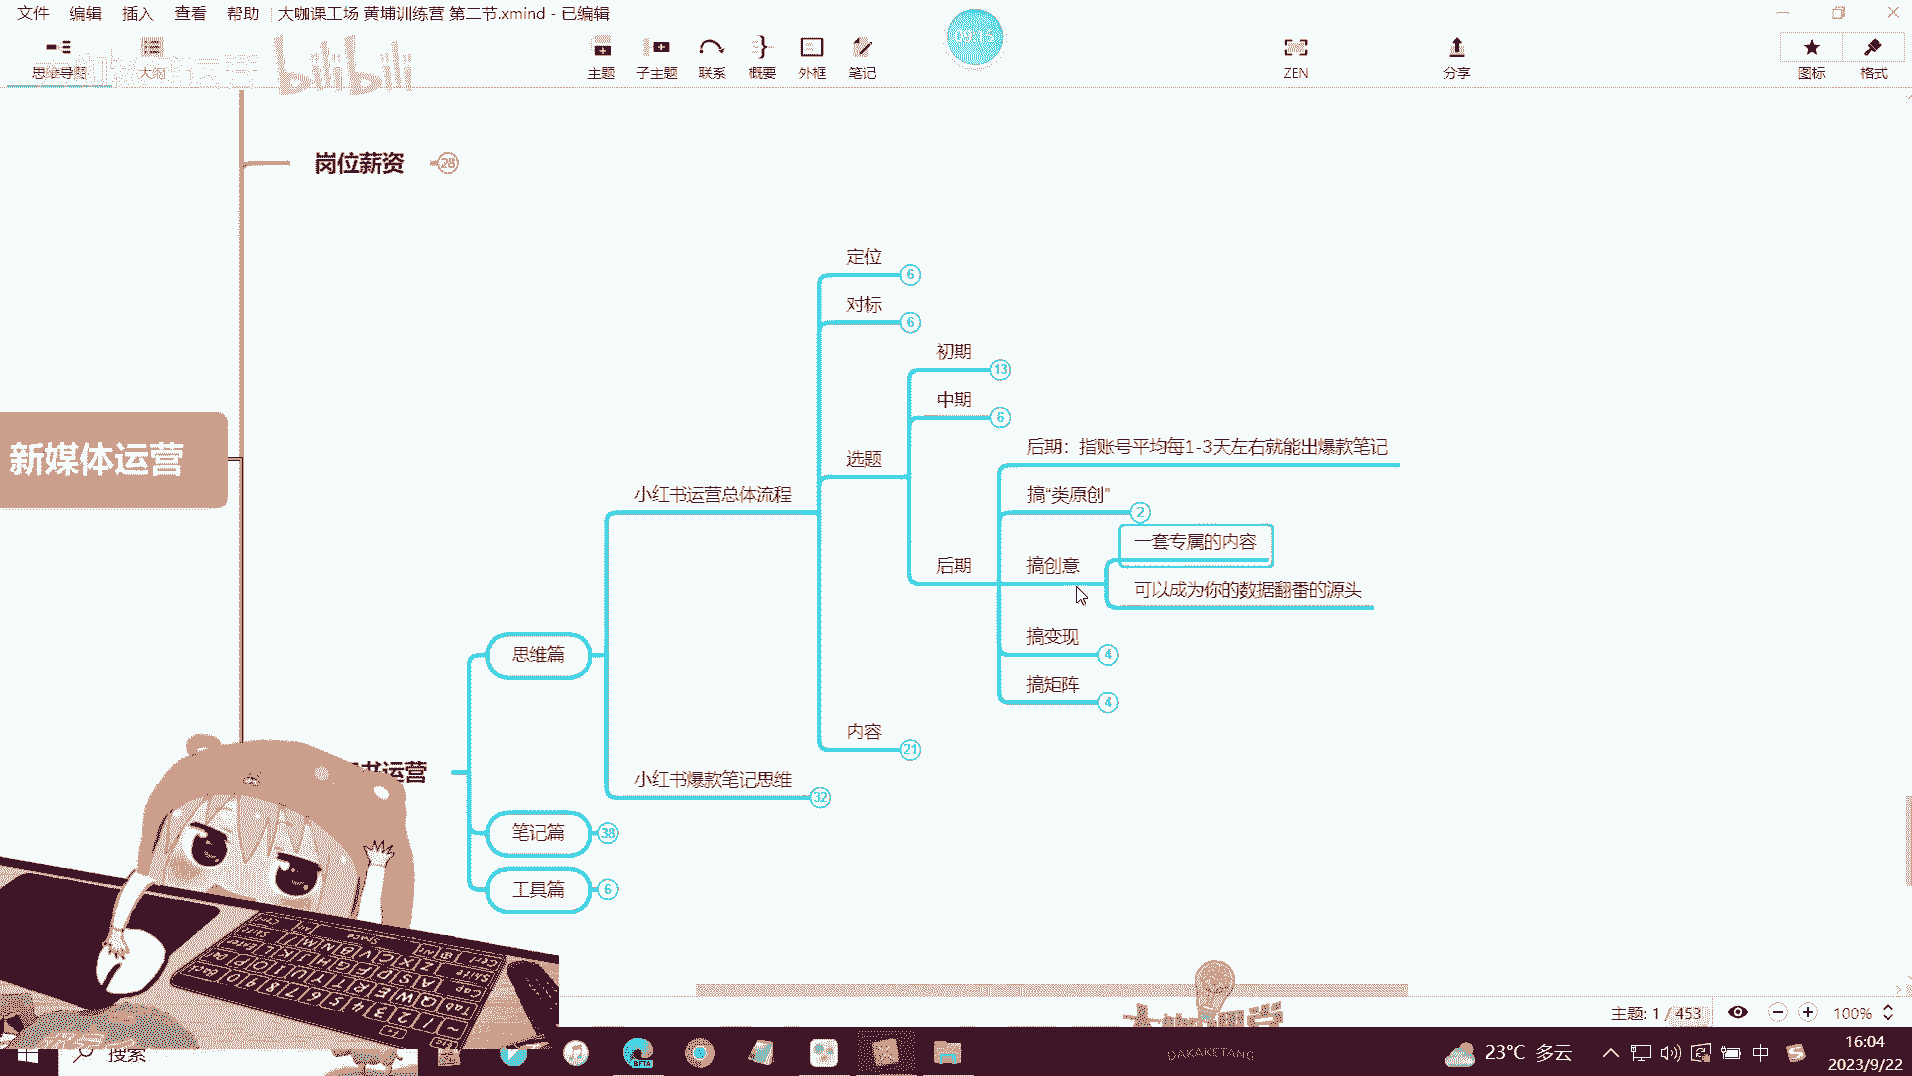 文件 编辑 插入 查看 帮助 大咖课工场 黄埔训练营 第二节.xmind - 已编辑
思维导图 大纲 主题 子主题 联系 概要 外框 笔记 09:15 ZEN 分享 图标 格式
bilibili
岗位薪资 28
定位 6
对标 6
初期 13
中期 6
后期：指账号平均每1-3天左右就能出爆款笔记
新媒体运营
选题
小红书运营总体流程
搞“类原创” 2
一套专属的内容
后期
搞创意
可以成为你的数据翻番的源头
搞变现 4
思维篇
搞矩阵 4
内容 21
书运营
小红书爆款笔记思维 32
笔记篇 38
工具篇 6
主题: 1 / 453 100%
大咖课堂
DAKAKETANG
搜索
BETA
23°C 多云
中
16:04
2023/9/22